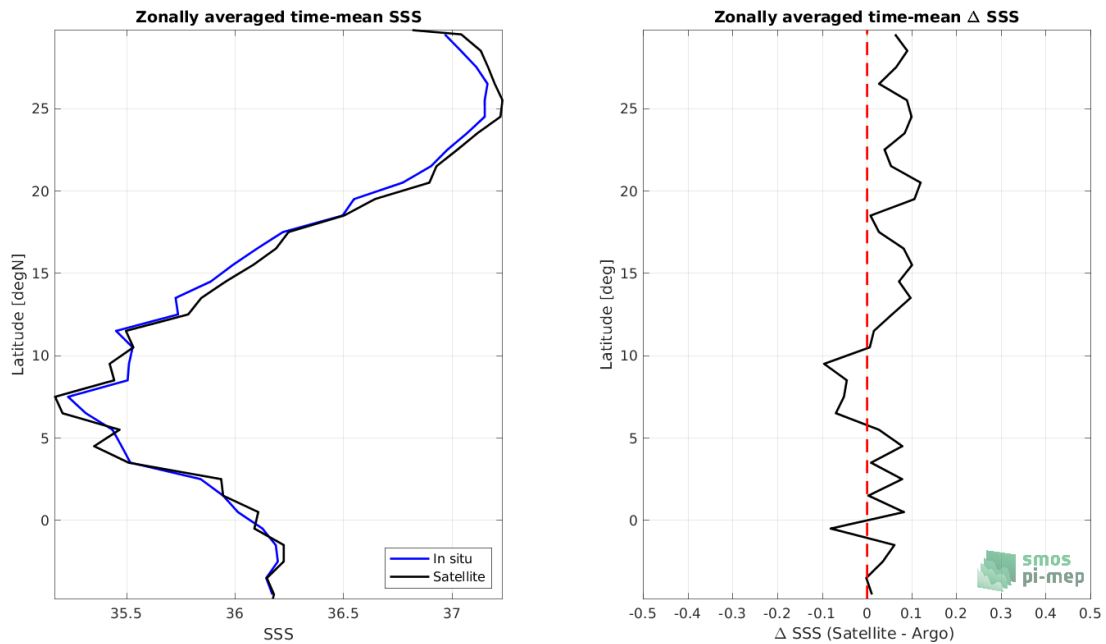 Zonally averaged time-mean SSS
Latitude [degN]
25
20
15
10
5
0
35.5
36
36.5
37
SSS
In situ
Satellite
Zonally averaged time-mean Δ SSS
Latitude [deg]
25
20
15
10
5
0
-0.5
-0.4
-0.3
-0.2
-0.1
0
0.1
0.2
0.3
0.4
0.5
Δ SSS (Satellite - Argo)
smos
pi-mep